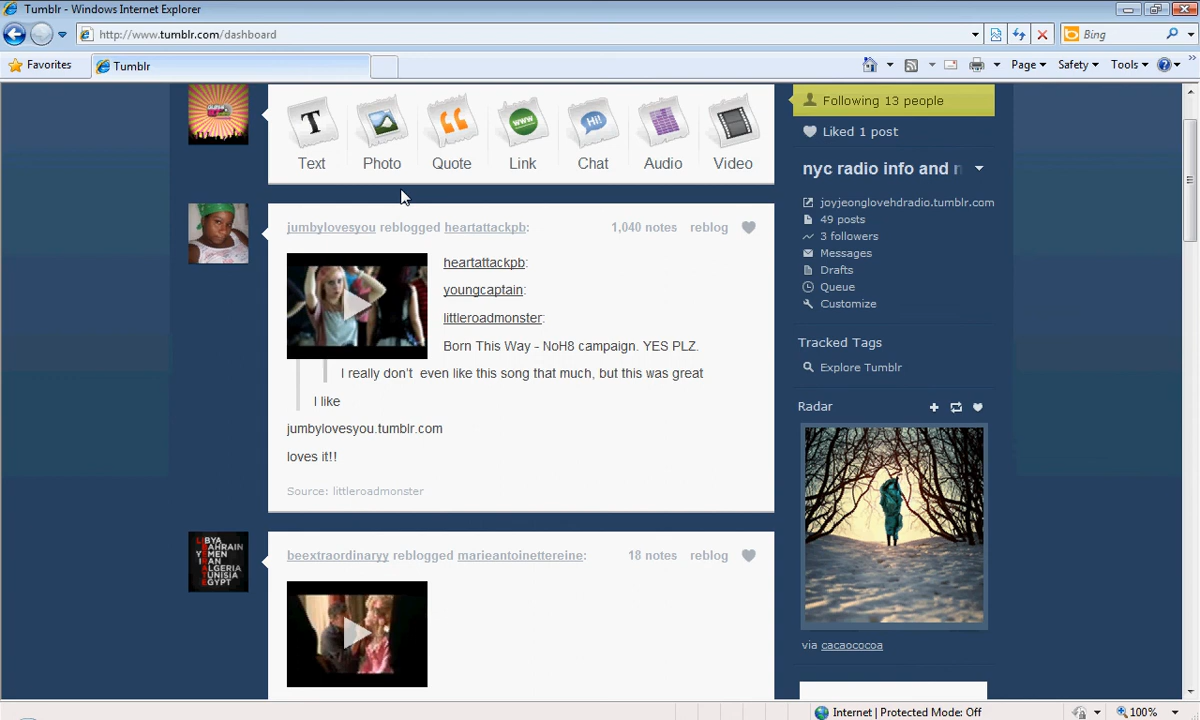 Tumblr - Windows Internet Explorer
http://www.tumblr.com/dashboard
Bing
Favorites
Tumblr
Page
Safety
Tools
T
www
Hi!
Text
Photo
Quote
Link
Chat
Audio
Video
Following 13 people
Liked 1 post
nyc radio info and n
joyjeonglovehdradio.tumblr.com
49 posts
3 followers
Messages
Drafts
Queue
Customize
Tracked Tags
Explore Tumblr
Radar
via cacaococoa
jumbylovesyou reblogged heartattackpb:
1,040 notes reblog
heartattackpb:
youngcaptain:
littleroadmonster:
Born This Way - NoH8 campaign. YES PLZ.
I really don't even like this song that much, but this was great
I like
jumbylovesyou.tumblr.com
loves it!!
Source: littleroadmonster
LIBYA
BAHRAIN
YEMEN
IRAN
ALGERIA
TUNISIA
EGYPT
beextraordinaryy reblogged marieantoinettereine:
18 notes reblog
Internet | Protected Mode: Off
100%